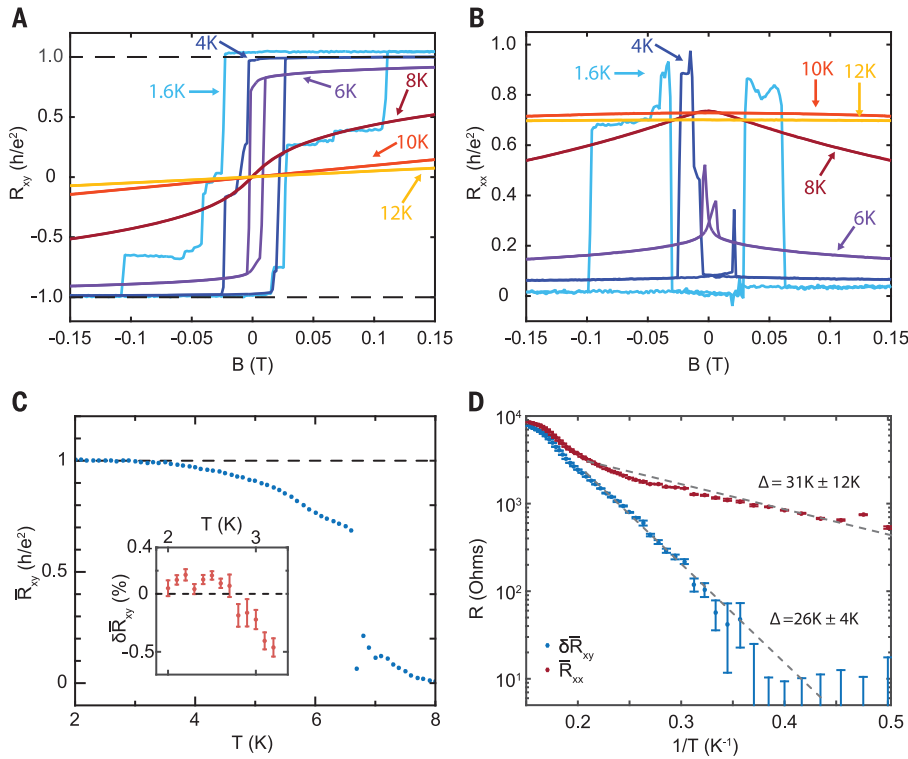 A
1.0
0.5
0
-0.5
-1.0
R_xy (h/e²)
-0.15
-0.1
-0.05
0
0.05
0.1
0.15
B (T)
1.6K
4K
6K
8K
10K
12K
B
1.0
0.8
0.6
0.4
0.2
0
R_xx (h/e²)
-0.15
-0.1
-0.05
0
0.05
0.1
0.15
B (T)
1.6K
4K
10K
12K
8K
6K
C
1
0.5
0
R̅_xy (h/e²)
2
4
6
8
T (K)
T (K)
2
3
0.4
0
-0.5
δR̅_xy (%)
D
10⁴
10³
10²
10¹
R (Ohms)
0.2
0.3
0.4
0.5
1/T (K⁻¹)
Δ = 31K ± 12K
Δ =26K ± 4K
δR̅_xy
R̅_xx